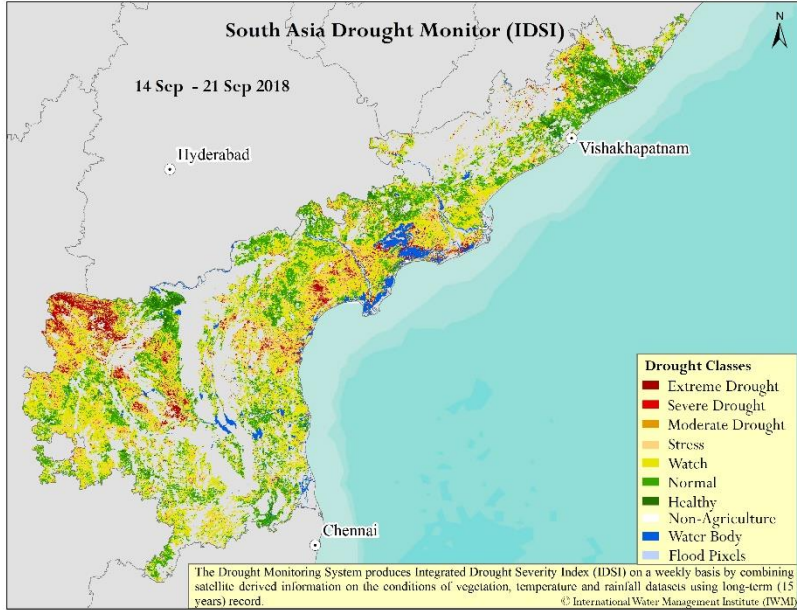 South Asia Drought Monitor (IDSI)
N
14 Sep - 21 Sep 2018
Hyderabad
Vishakhapatnam
Chennai
Drought Classes
Extreme Drought
Severe Drought
Moderate Drought
Stress
Watch
Normal
Healthy
Non-Agriculture
Water Body
Flood Pixels
The Drought Monitoring System produces Integrated Drought Severity Index (IDSI) on a weekly basis by combining
satellite derived information on the conditions of vegetation, temperature and rainfall datasets using long-term (15
years) record.
© International Water Management Institute (IWMI)